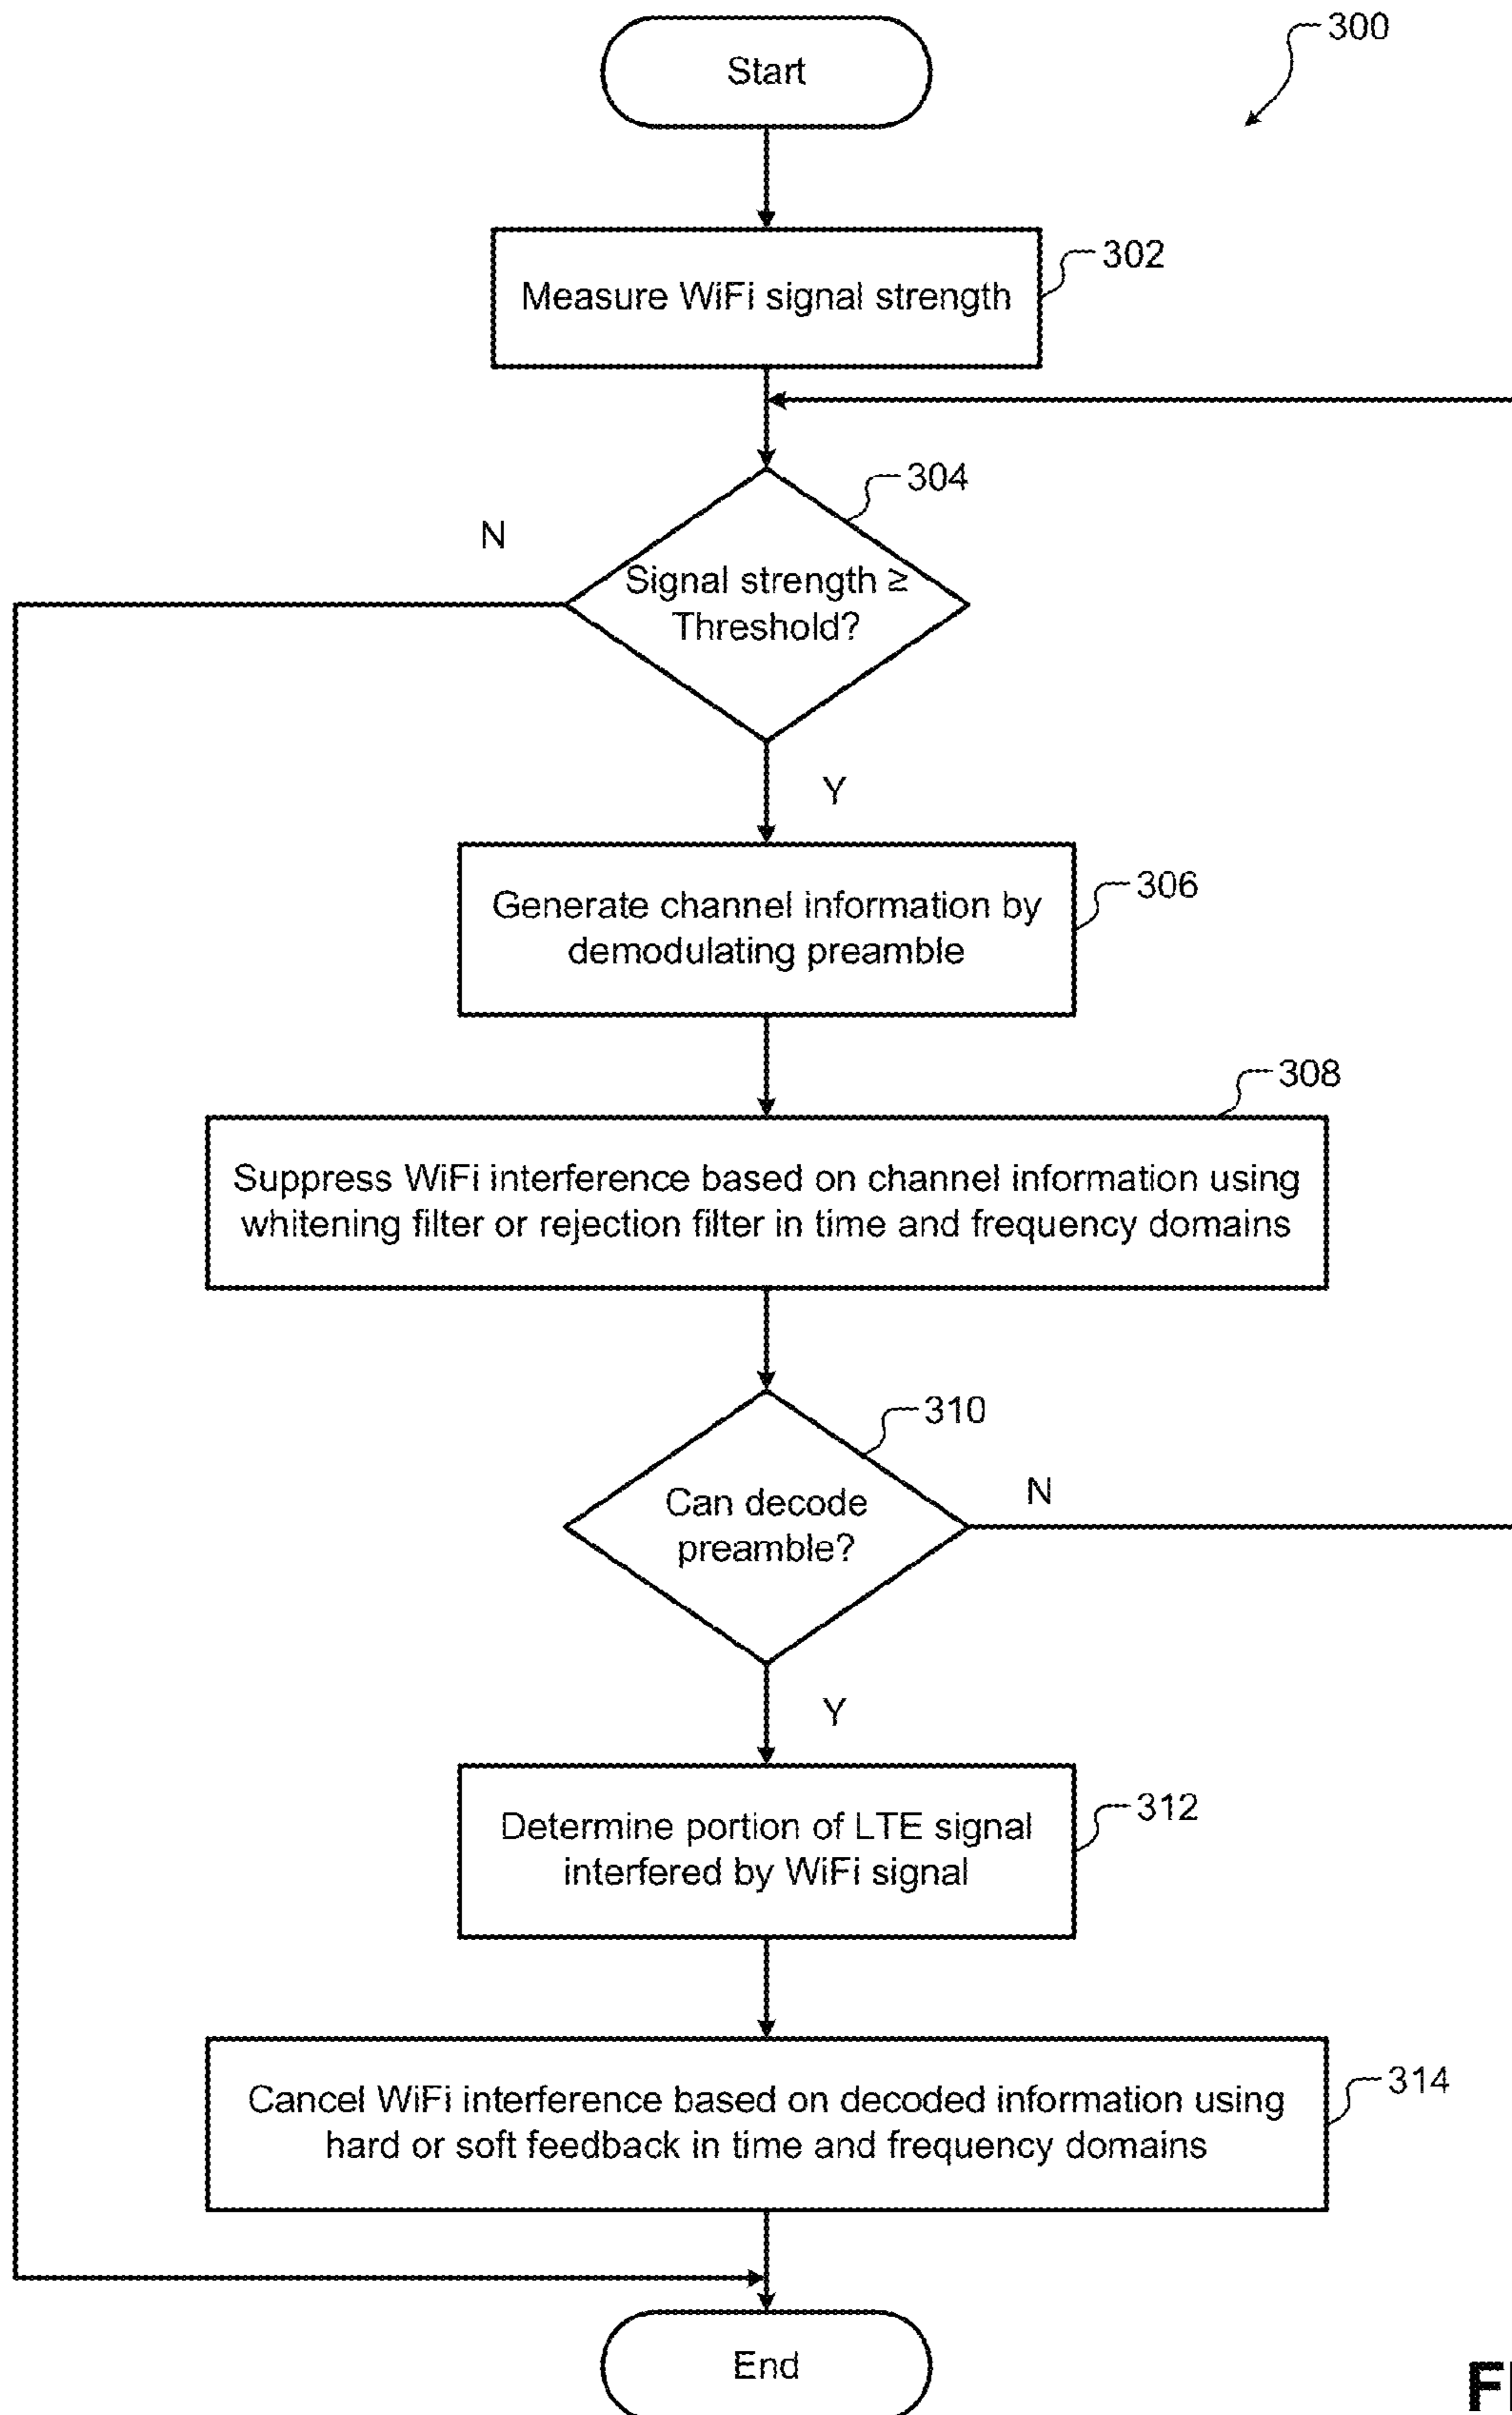 300
Start
302
Measure WiFi signal strength
304
N
Signal strength ≥
Threshold?
Y
306
Generate channel information by
demodulating preamble
308
Suppress WiFi interference based on channel information using
whitening filter or rejection filter in time and frequency domains
310
Can decode
preamble?
N
Y
312
Determine portion of LTE signal
interfered by WiFi signal
314
Cancel WiFi interference based on decoded information using
hard or soft feedback in time and frequency domains
End